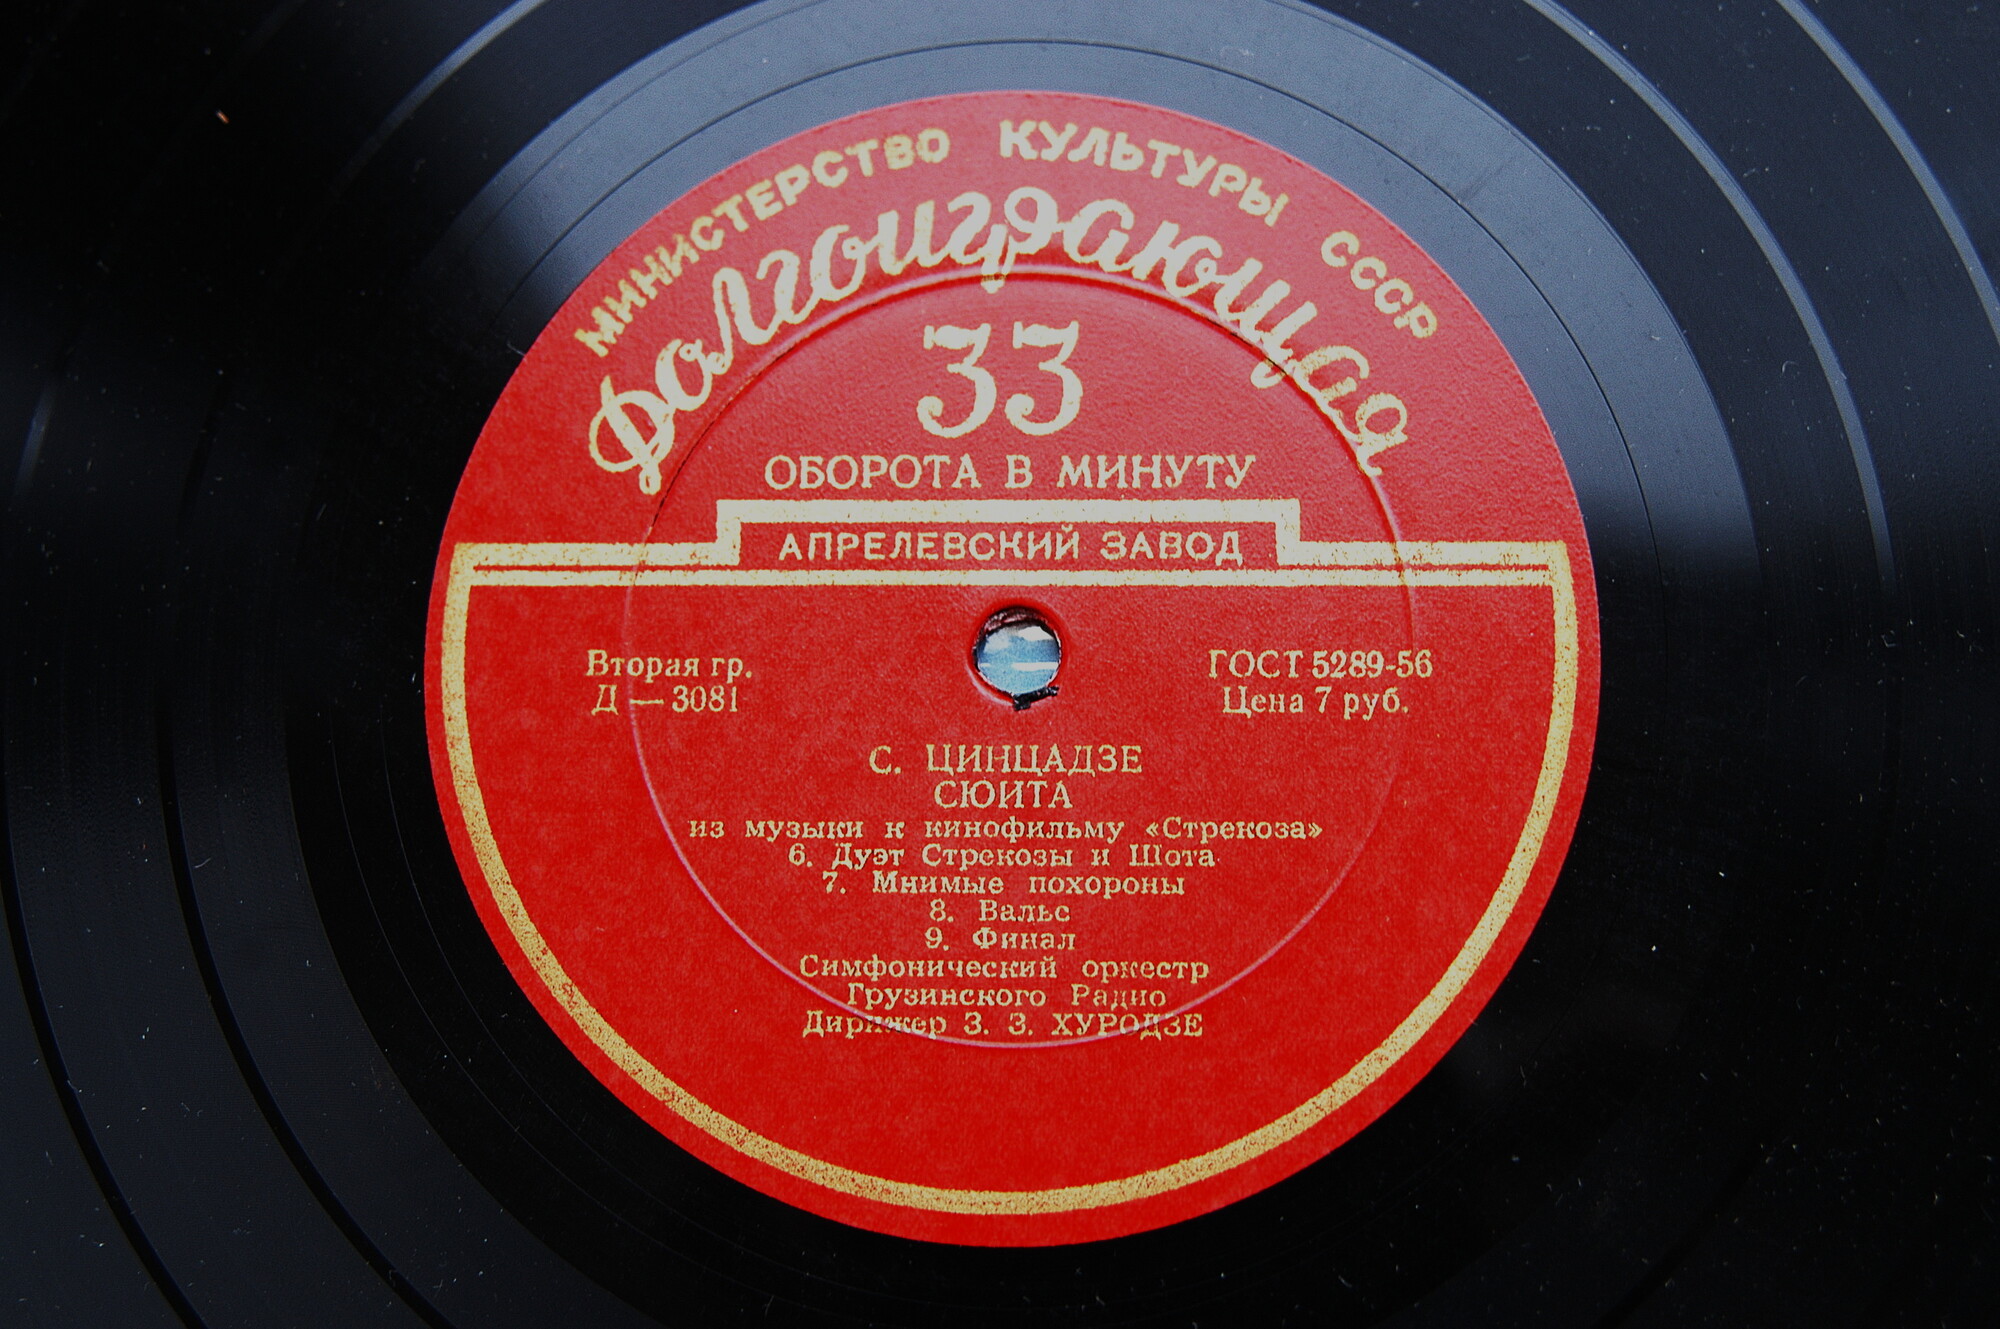 МИНИСТЕРСТВО КУЛЬТУРЫ СССР
Долгоиграющая
33
ОБОРОТА В МИНУТУ
АПРЕЛЕВСКИЙ ЗАВОД
Вторая гр.
Д — 3081
ГОСТ 5289-56
Цена 7 руб.
С. ЦИНЦАДЗЕ
СЮИТА
из музыки к кинофильму «Стрекоза»
6. Дуэт Стрекозы и Шота
7. Мнимые похороны
8. Вальс
9. Финал
Симфонический оркестр
Грузинского Радио
Дирижер З. З. ХУРОДЗЕ